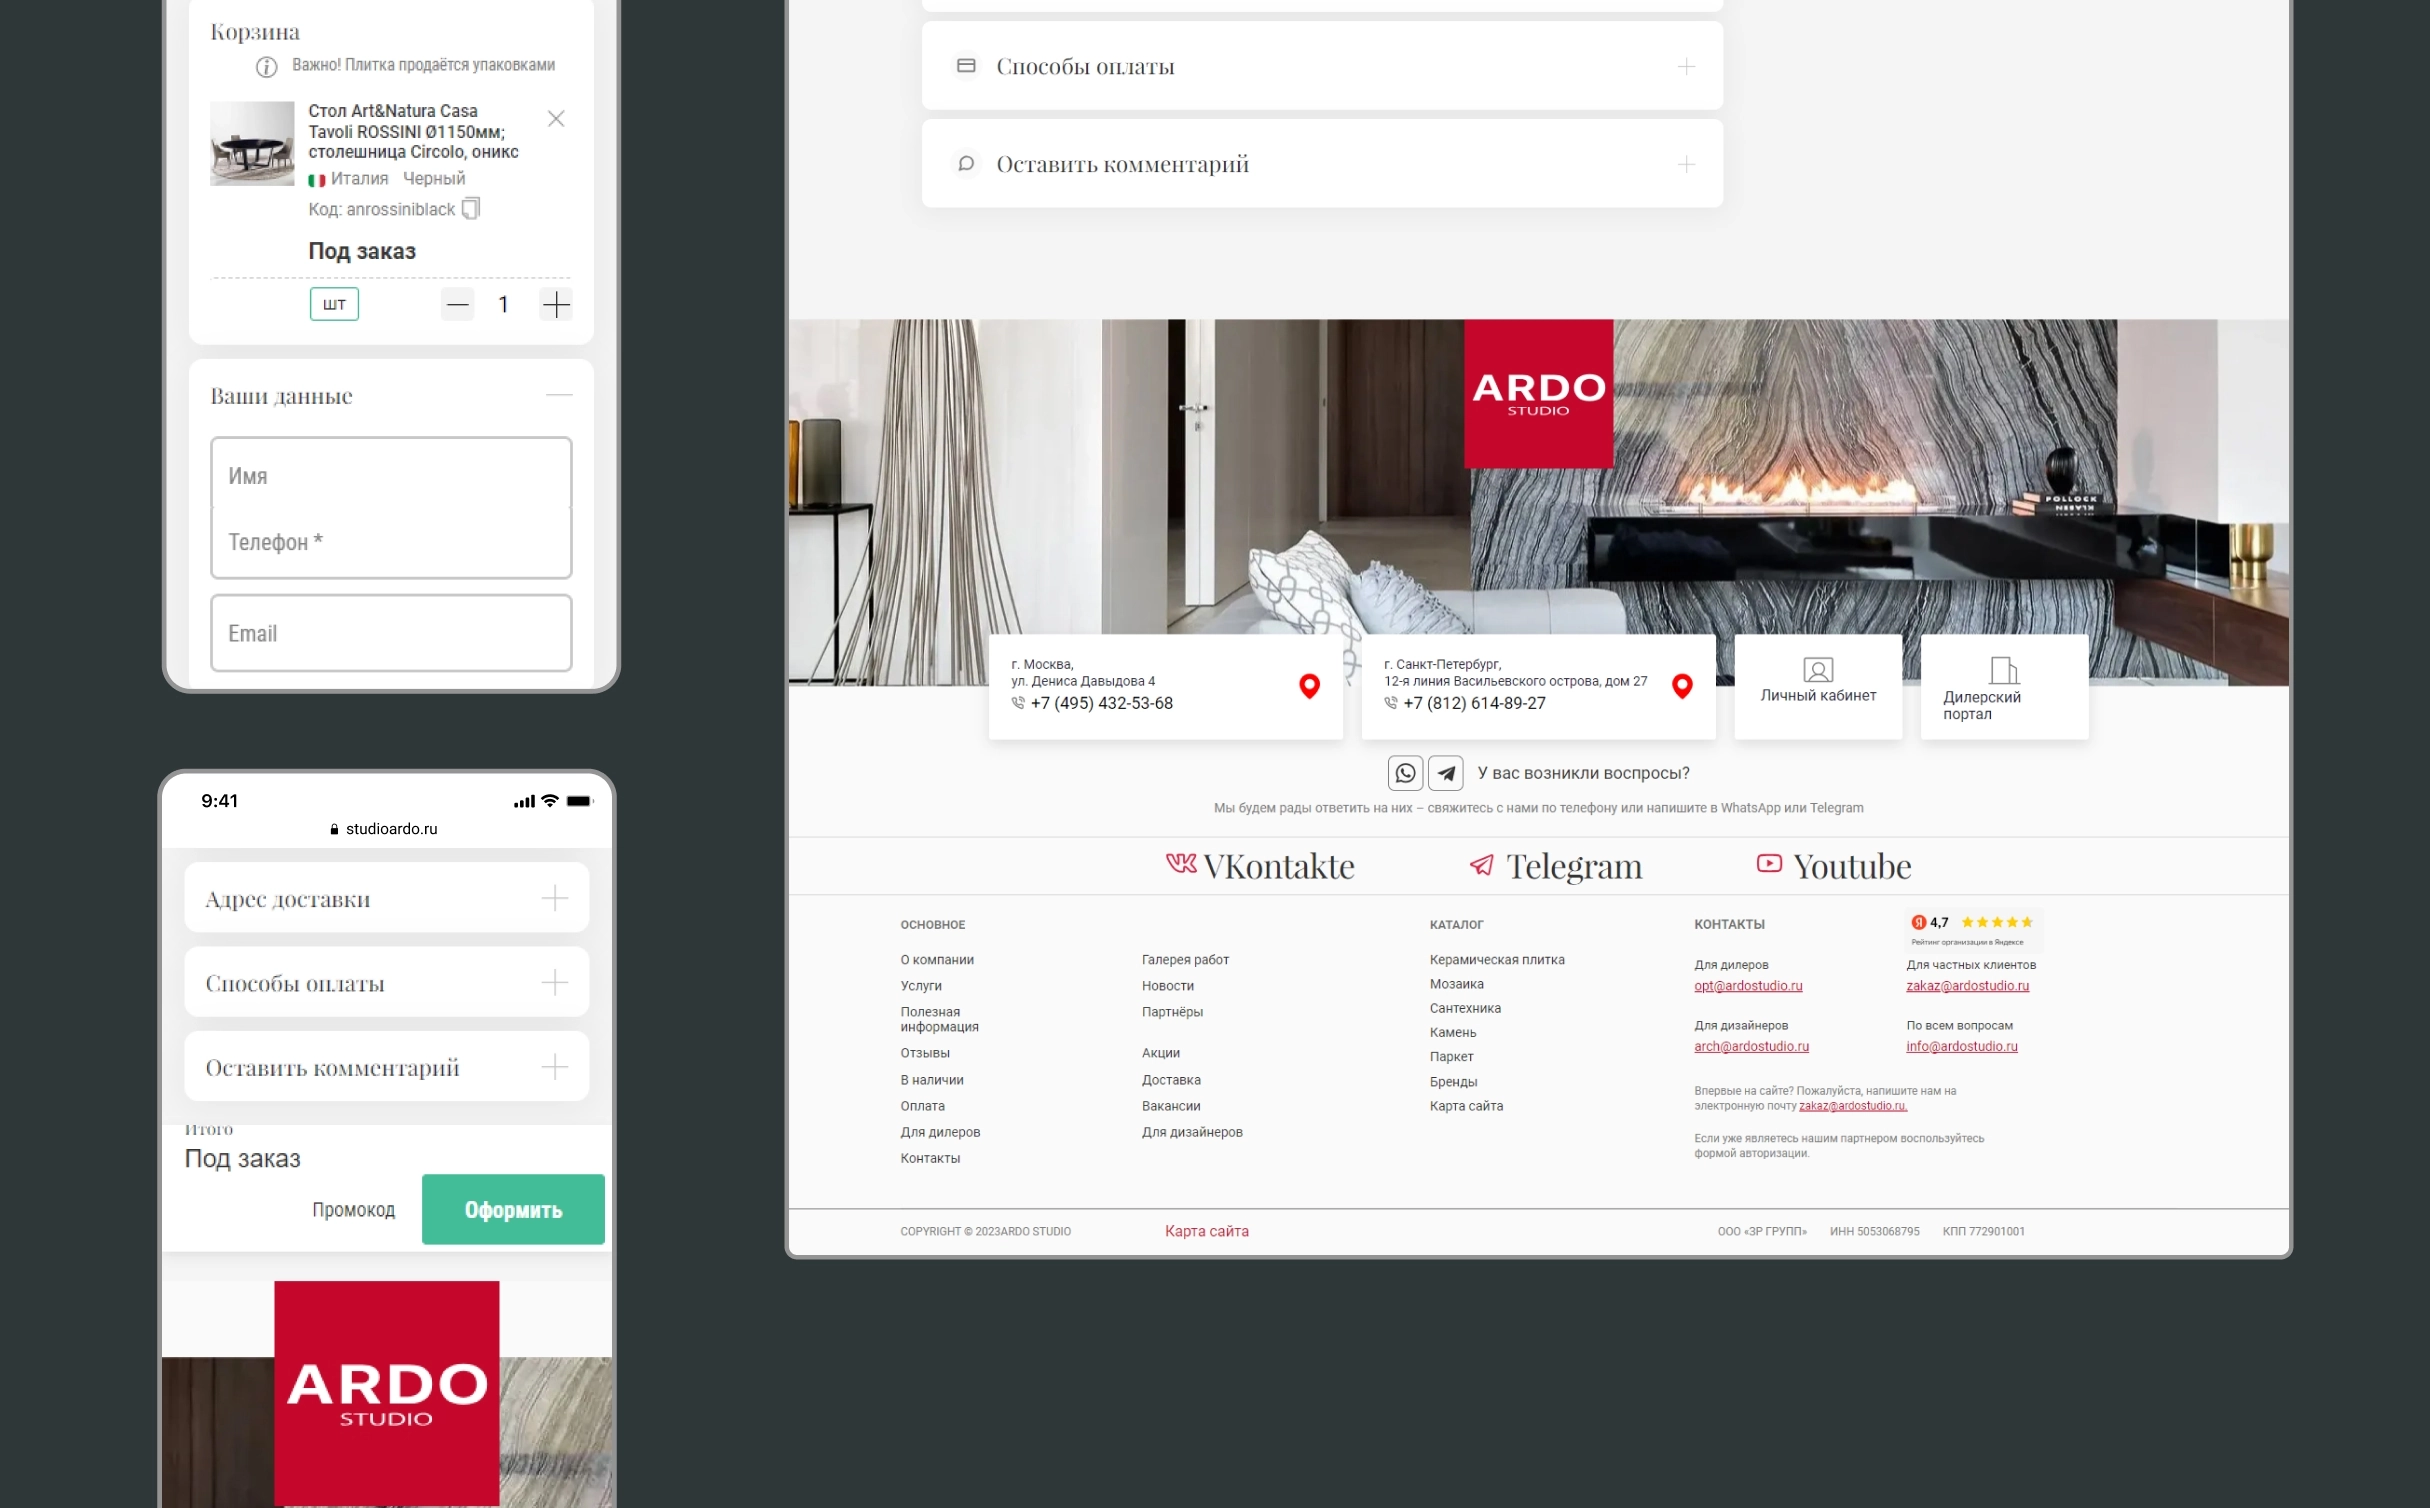 Корзина
Важно! Плитка продаётся упаковками
Стол Art&Natura Casa
Tavoli ROSSINI Ø1150мм;
столешница Circolo, оникс
Италия Черный
Код: anrossiniblack
Под заказ
шт
1
Ваши данные
Имя
Телефон *
Email
9:41
studioardo.ru
Адрес доставки
Способы оплаты
Оставить комментарий
Итого
Под заказ
Промокод
Оформить
ARDO
STUDIO
Способы оплаты
Оставить комментарий
ARDO
STUDIO
POLLOCK
г. Москва,
ул. Дениса Давыдова 4
+7 (495) 432-53-68
г. Санкт-Петербург,
12-я линия Васильевского острова, дом 27
+7 (812) 614-89-27
Личный кабинет
Дилерский
портал
У вас возникли вопросы?
Мы будем рады ответить на них – свяжитесь с нами по телефону или напишите в WhatsApp или Telegram
VKontakte
Telegram
Youtube
ОСНОВНОЕ
О компании
Услуги
Полезная
информация
Отзывы
В наличии
Оплата
Для дилеров
Контакты
Галерея работ
Новости
Партнёры
Акции
Доставка
Вакансии
Для дизайнеров
КАТАЛОГ
Керамическая плитка
Мозаика
Сантехника
Камень
Паркет
Бренды
Карта сайта
КОНТАКТЫ
Я 4,7
Рейтинг организации в Яндексе
Для дилеров
opt@ardostudio.ru
Для частных клиентов
zakaz@ardostudio.ru
Для дизайнеров
arch@ardostudio.ru
По всем вопросам
info@ardostudio.ru
Впервые на сайте? Пожалуйста, напишите нам на
электронную почту zakaz@ardostudio.ru.
Если уже являетесь нашим партнером воспользуйтесь
формой авторизации.
COPYRIGHT © 2023ARDO STUDIO
Карта сайта
ООО «ЗР ГРУПП» ИНН 5053068795 КПП 772901001